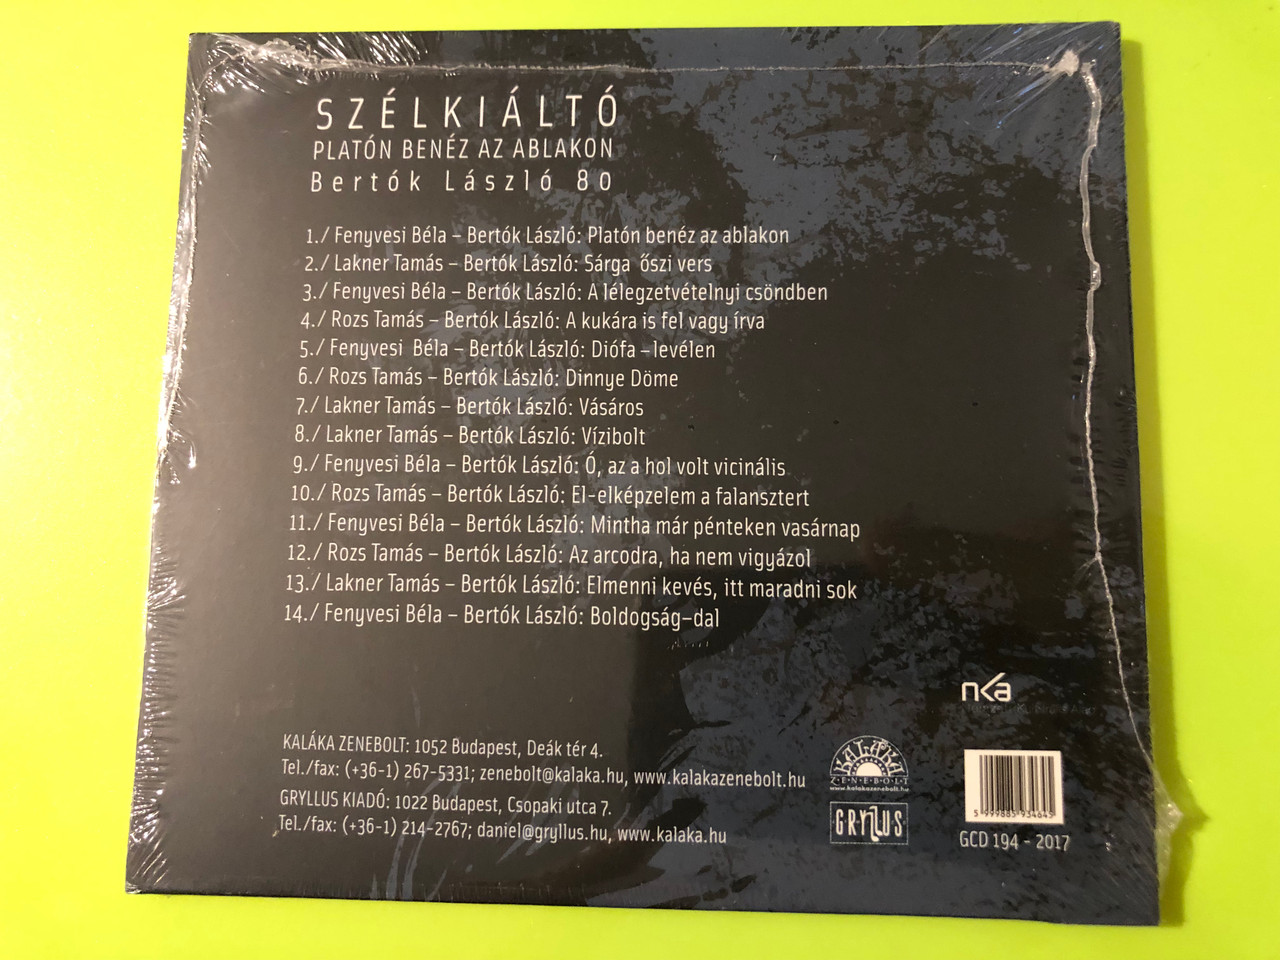 SZÉLKIÁLTÓ
PLATÓN BENÉZ AZ ABLAKON
Bertók László 80
1./ Fenyvesi Béla – Bertók László: Platón benéz az ablakon
2./ Lakner Tamás – Bertók László: Sárga őszi vers
3./ Fenyvesi Béla – Bertók László: A lélegzetvételnyi csöndben
4./ Rozs Tamás – Bertók László: A kukára is fel vagy írva
5./ Fenyvesi Béla – Bertók László: Diófa – levélen
6./ Rozs Tamás – Bertók László: Dinnye Döme
7./ Lakner Tamás – Bertók László: Vásáros
8./ Lakner Tamás – Bertók László: Vízibolt
9./ Fenyvesi Béla – Bertók László: Ó, az a hol volt vicinális
10./ Rozs Tamás – Bertók László: El-elképzelem a falansztert
11./ Fenyvesi Béla – Bertók László: Mintha már pénteken vasárnap
12./ Rozs Tamás – Bertók László: Az arcodra, ha nem vigyázol
13./ Lakner Tamás – Bertók László: Elmenni kevés, itt maradni sok
14./ Fenyvesi Béla – Bertók László: Boldogság–dal
nka
KALÁKA ZENEBOLT: 1052 Budapest, Deák tér 4.
Tel./fax: (+36-1) 267-5331; zenebolt@kalaka.hu, www.kalakazenebolt.hu
GRYLLUS KIADÓ: 1022 Budapest, Csopaki utca 7.
Tel./fax: (+36-1) 214-2767; daniel@gryllus.hu, www.kalaka.hu
KALÁKA
ZENEBOLT
www.kalakazenebolt.hu
GRYLLUS
5 999885 934645
GCD 194 - 2017